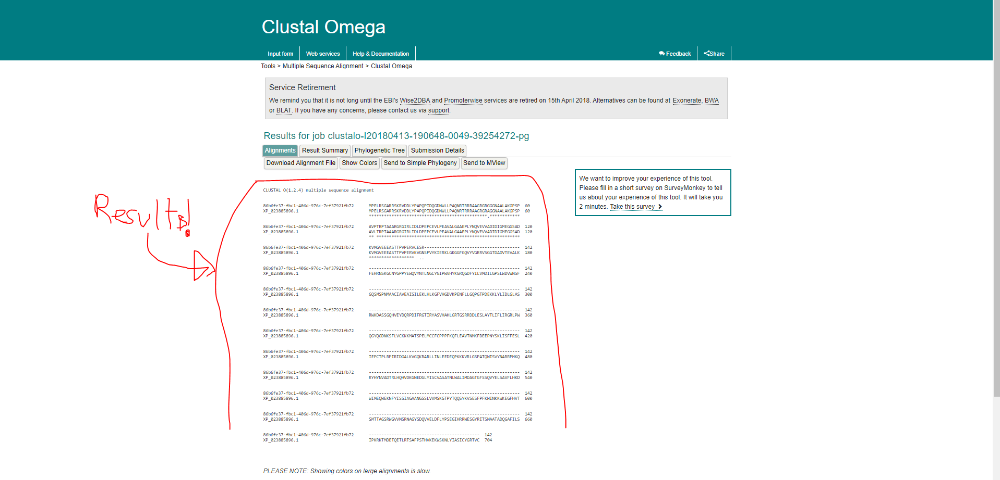 Clustal Omega
Input form Web services Help & Documentation Feedback Share
Tools > Multiple Sequence Alignment > Clustal Omega
Service Retirement
We remind you that it is not long until the EBI's Wise2DBA and Promoterwise services are retired on 15th April 2018. Alternatives can be found at Exonerate, BWA
or BLAT. If you have any concerns, please contact us via support.
Results for job clustalo-I20180413-190648-0049-39254272-pg
Alignments Result Summary Phylogenetic Tree Submission Details
Download Alignment File Show Colors Send to Simple Phylogeny Send to MView
We want to improve your experience of this tool.
Please fill in a short survey on SurveyMonkey to tell
us about your experience of this tool. It will take you
2 minutes. Take this survey
Results!
CLUSTAL O(1.2.4) multiple sequence alignment
86b6fe37-fbc1-406d-976c-7ef37921fb72 MPELRSGARRSKRVDDLYPAPQPIDQGDNWLLPAQNRTRRRAAGRGRGGGNAALAKGPSP 60
XP_023885896.1 MPELRSGARRSKRVDDLYPAPQPIDQGDNWLLPAQNRTRRRAAGRGRAGGNAALAKGPSP 60
***********************************************.************
86b6fe37-fbc1-406d-976c-7ef37921fb72 AVPTRPTAAARGRGIRLIDLDPEPCEVLPEAVALGAAEPLYNQVEVVADIDIGMEGGSAD 120
XP_023885896.1 AVLTRPTAAARGRGIRLIDLDPEPCEVLPEAVALGAAEPLYNQVEVVADIDIGMEGGSAD 120
** *********************************************************
86b6fe37-fbc1-406d-976c-7ef37921fb72 KVMGVEEEASTTPVPERVCESR-------------------------------------- 142
XP_023885896.1 KVMGVEEEASTTPVPERVKVGNSPVYKIERKLGKGGFGQVYVGRRVSGGTDADVTEVALK 180
****************** ..
86b6fe37-fbc1-406d-976c-7ef37921fb72 ------------------------------------------------------------ 142
XP_023885896.1 FEHRNSKGCNYGPPYEWQVYNTLNGCYGIPWVHYKGRQGDFYILVMDILGPSLWDVWNSF 240
86b6fe37-fbc1-406d-976c-7ef37921fb72 ------------------------------------------------------------ 142
XP_023885896.1 GQSMSPNMAACIAVEAISILEKLHLKGFVHGDVKPENFLLGQPGTPDEKKLYLIDLGLAS 300
86b6fe37-fbc1-406d-976c-7ef37921fb72 ------------------------------------------------------------ 142
XP_023885896.1 RWKDASSGQHVEYDQRPDIFRGTIRYASVHAHLGRTGSRRDDLESLAYTLIFLIRGRLPW 360
86b6fe37-fbc1-406d-976c-7ef37921fb72 ------------------------------------------------------------ 142
XP_023885896.1 QGYQGDNKSFLVCKKKMATSPELMCCFCPPPFKQFLEAVTNMKFDEEPNYSKLISFFESL 420
86b6fe37-fbc1-406d-976c-7ef37921fb72 ------------------------------------------------------------ 142
XP_023885896.1 IEPCTPLRPIRIDGALKVGQKRARLLINLEEDEQPKKKVRLGSPATQWISVYNARRPMKQ 480
86b6fe37-fbc1-406d-976c-7ef37921fb72 ------------------------------------------------------------ 142
XP_023885896.1 RYHYNVADTRLHQHVDKGNEDGLYISCVASATNLWALIMDAGTGFSSQVYELSAVFLHKD 540
86b6fe37-fbc1-406d-976c-7ef37921fb72 ------------------------------------------------------------ 142
XP_023885896.1 WIMEQWEKNFYISSIAGAANGSSLVVMSKGTPYTQQSYKVSESFPFKWINKKWKEGFHVT 600
86b6fe37-fbc1-406d-976c-7ef37921fb72 ------------------------------------------------------------ 142
XP_023885896.1 SMTTAGSRWGVVMSRNAGYSDQVVELDFLYPSEGIHRRWESGYRITSMAATADQGAFILS 660
86b6fe37-fbc1-406d-976c-7ef37921fb72 -------------------------------------------- 142
XP_023885896.1 IPKRKTMDETQETLRTSAFPSTHVKEKWSKNLYIASICYGRTVC 704
PLEASE NOTE: Showing colors on large alignments is slow.